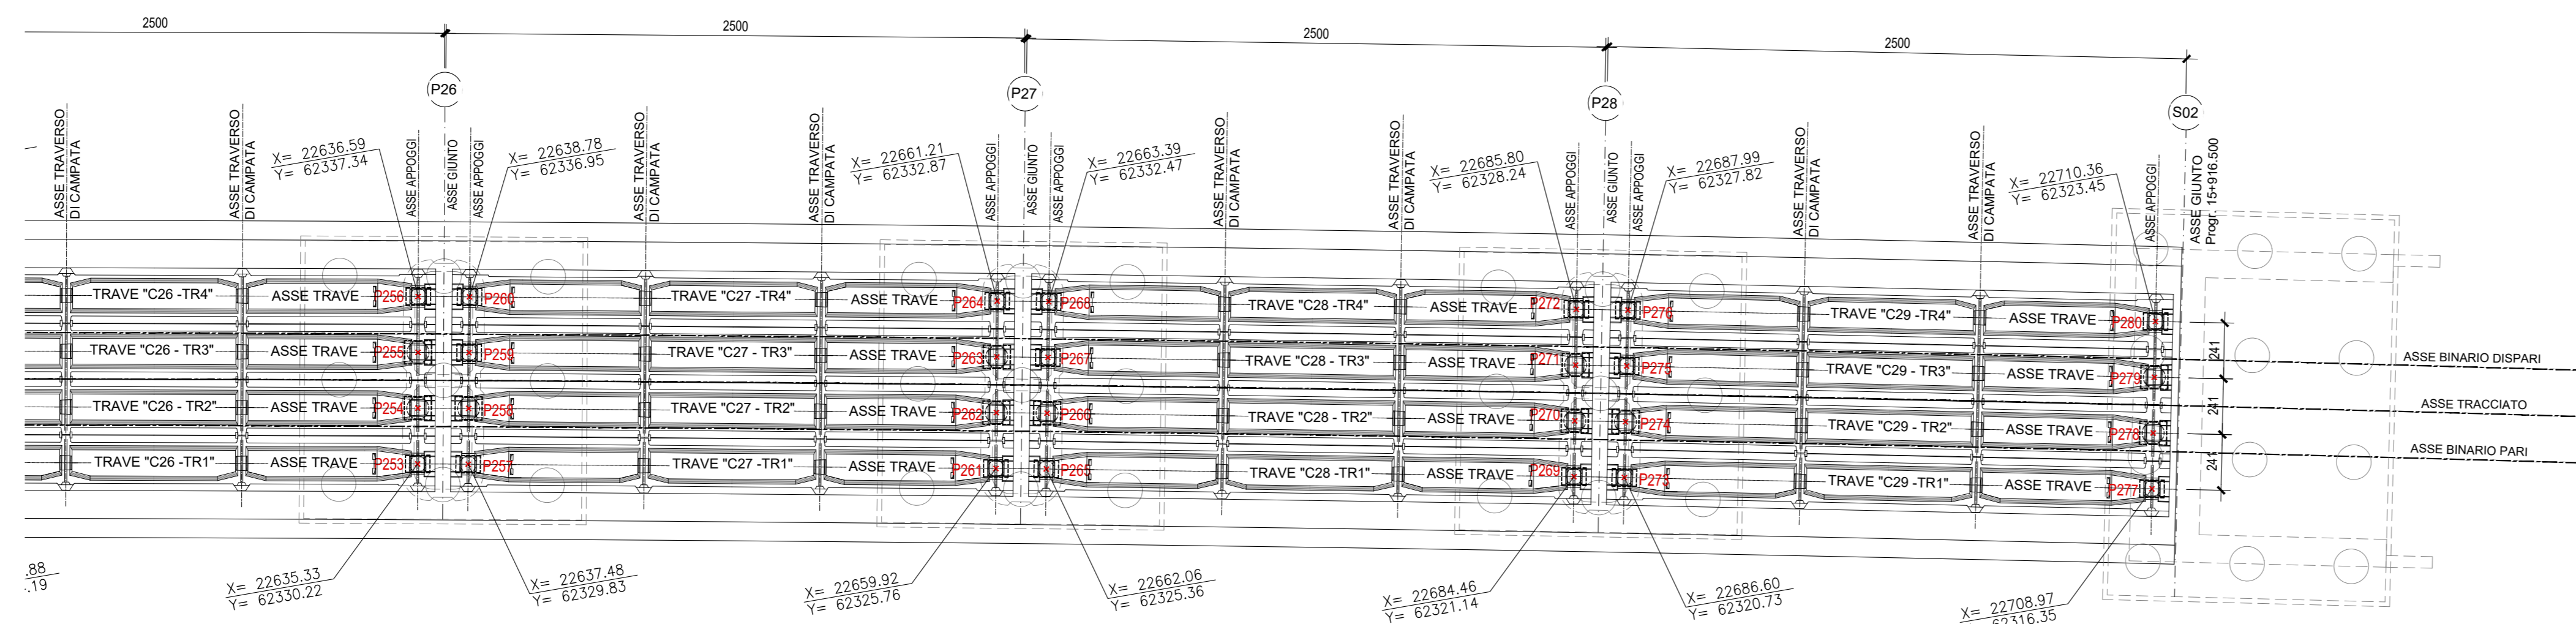 2500
2500
2500
2500
P26
P27
P28
S02
ASSE TRAVERSO
DI CAMPATA
ASSE TRAVERSO
DI CAMPATA
X= 22636.59
Y= 62337.34
ASSE APPOGGI
ASSE GIUNTO
ASSE APPOGGI
X= 22638.78
Y= 62336.95
ASSE TRAVERSO
DI CAMPATA
ASSE TRAVERSO
DI CAMPATA
X= 22661.21
Y= 62332.87
ASSE APPOGGI
ASSE GIUNTO
ASSE APPOGGI
X= 22663.39
Y= 62332.47
ASSE TRAVERSO
DI CAMPATA
ASSE TRAVERSO
DI CAMPATA
X= 22685.80
Y= 62328.24
ASSE APPOGGI
ASSE GIUNTO
ASSE APPOGGI
X= 22687.99
Y= 62327.82
ASSE TRAVERSO
DI CAMPATA
ASSE TRAVERSO
DI CAMPATA
X= 22710.36
Y= 62323.45
ASSE APPOGGI
ASSE GIUNTO
Progr. 15+916.500
TRAVE "C26 -TR4"
ASSE TRAVE
P256
P260
TRAVE "C27 -TR4"
ASSE TRAVE
P264
P268
TRAVE "C28 -TR4"
ASSE TRAVE
P272
P276
TRAVE "C29 -TR4"
ASSE TRAVE
P280
TRAVE "C26 - TR3"
ASSE TRAVE
P255
P259
TRAVE "C27 - TR3"
ASSE TRAVE
P263
P267
TRAVE "C28 - TR3"
ASSE TRAVE
P271
P275
TRAVE "C29 - TR3"
ASSE TRAVE
P279
241
ASSE BINARIO DISPARI
TRAVE "C26 - TR2"
ASSE TRAVE
P254
P258
TRAVE "C27 - TR2"
ASSE TRAVE
P262
P266
TRAVE "C28 - TR2"
ASSE TRAVE
P270
P274
TRAVE "C29 - TR2"
ASSE TRAVE
P278
241
ASSE TRACCIATO
TRAVE "C26 -TR1"
ASSE TRAVE
P253
P257
TRAVE "C27 -TR1"
ASSE TRAVE
P261
P265
TRAVE "C28 -TR1"
ASSE TRAVE
P269
P273
TRAVE "C29 -TR1"
ASSE TRAVE
P277
241
ASSE BINARIO PARI
.88
.19
X= 22635.33
Y= 62330.22
X= 22637.48
Y= 62329.83
X= 22659.92
Y= 62325.76
X= 22662.06
Y= 62325.36
X= 22684.46
Y= 62321.14
X= 22686.60
Y= 62320.73
X= 22708.97
62316.35